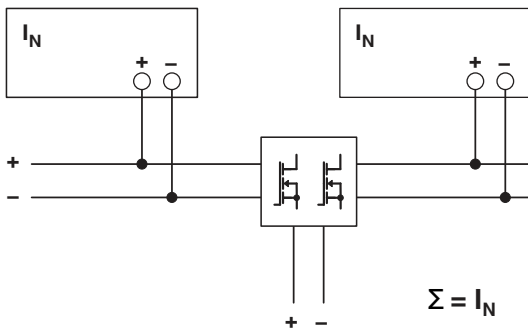 I_N I_N
+ − + −
+
−
+ −
Σ = I_N